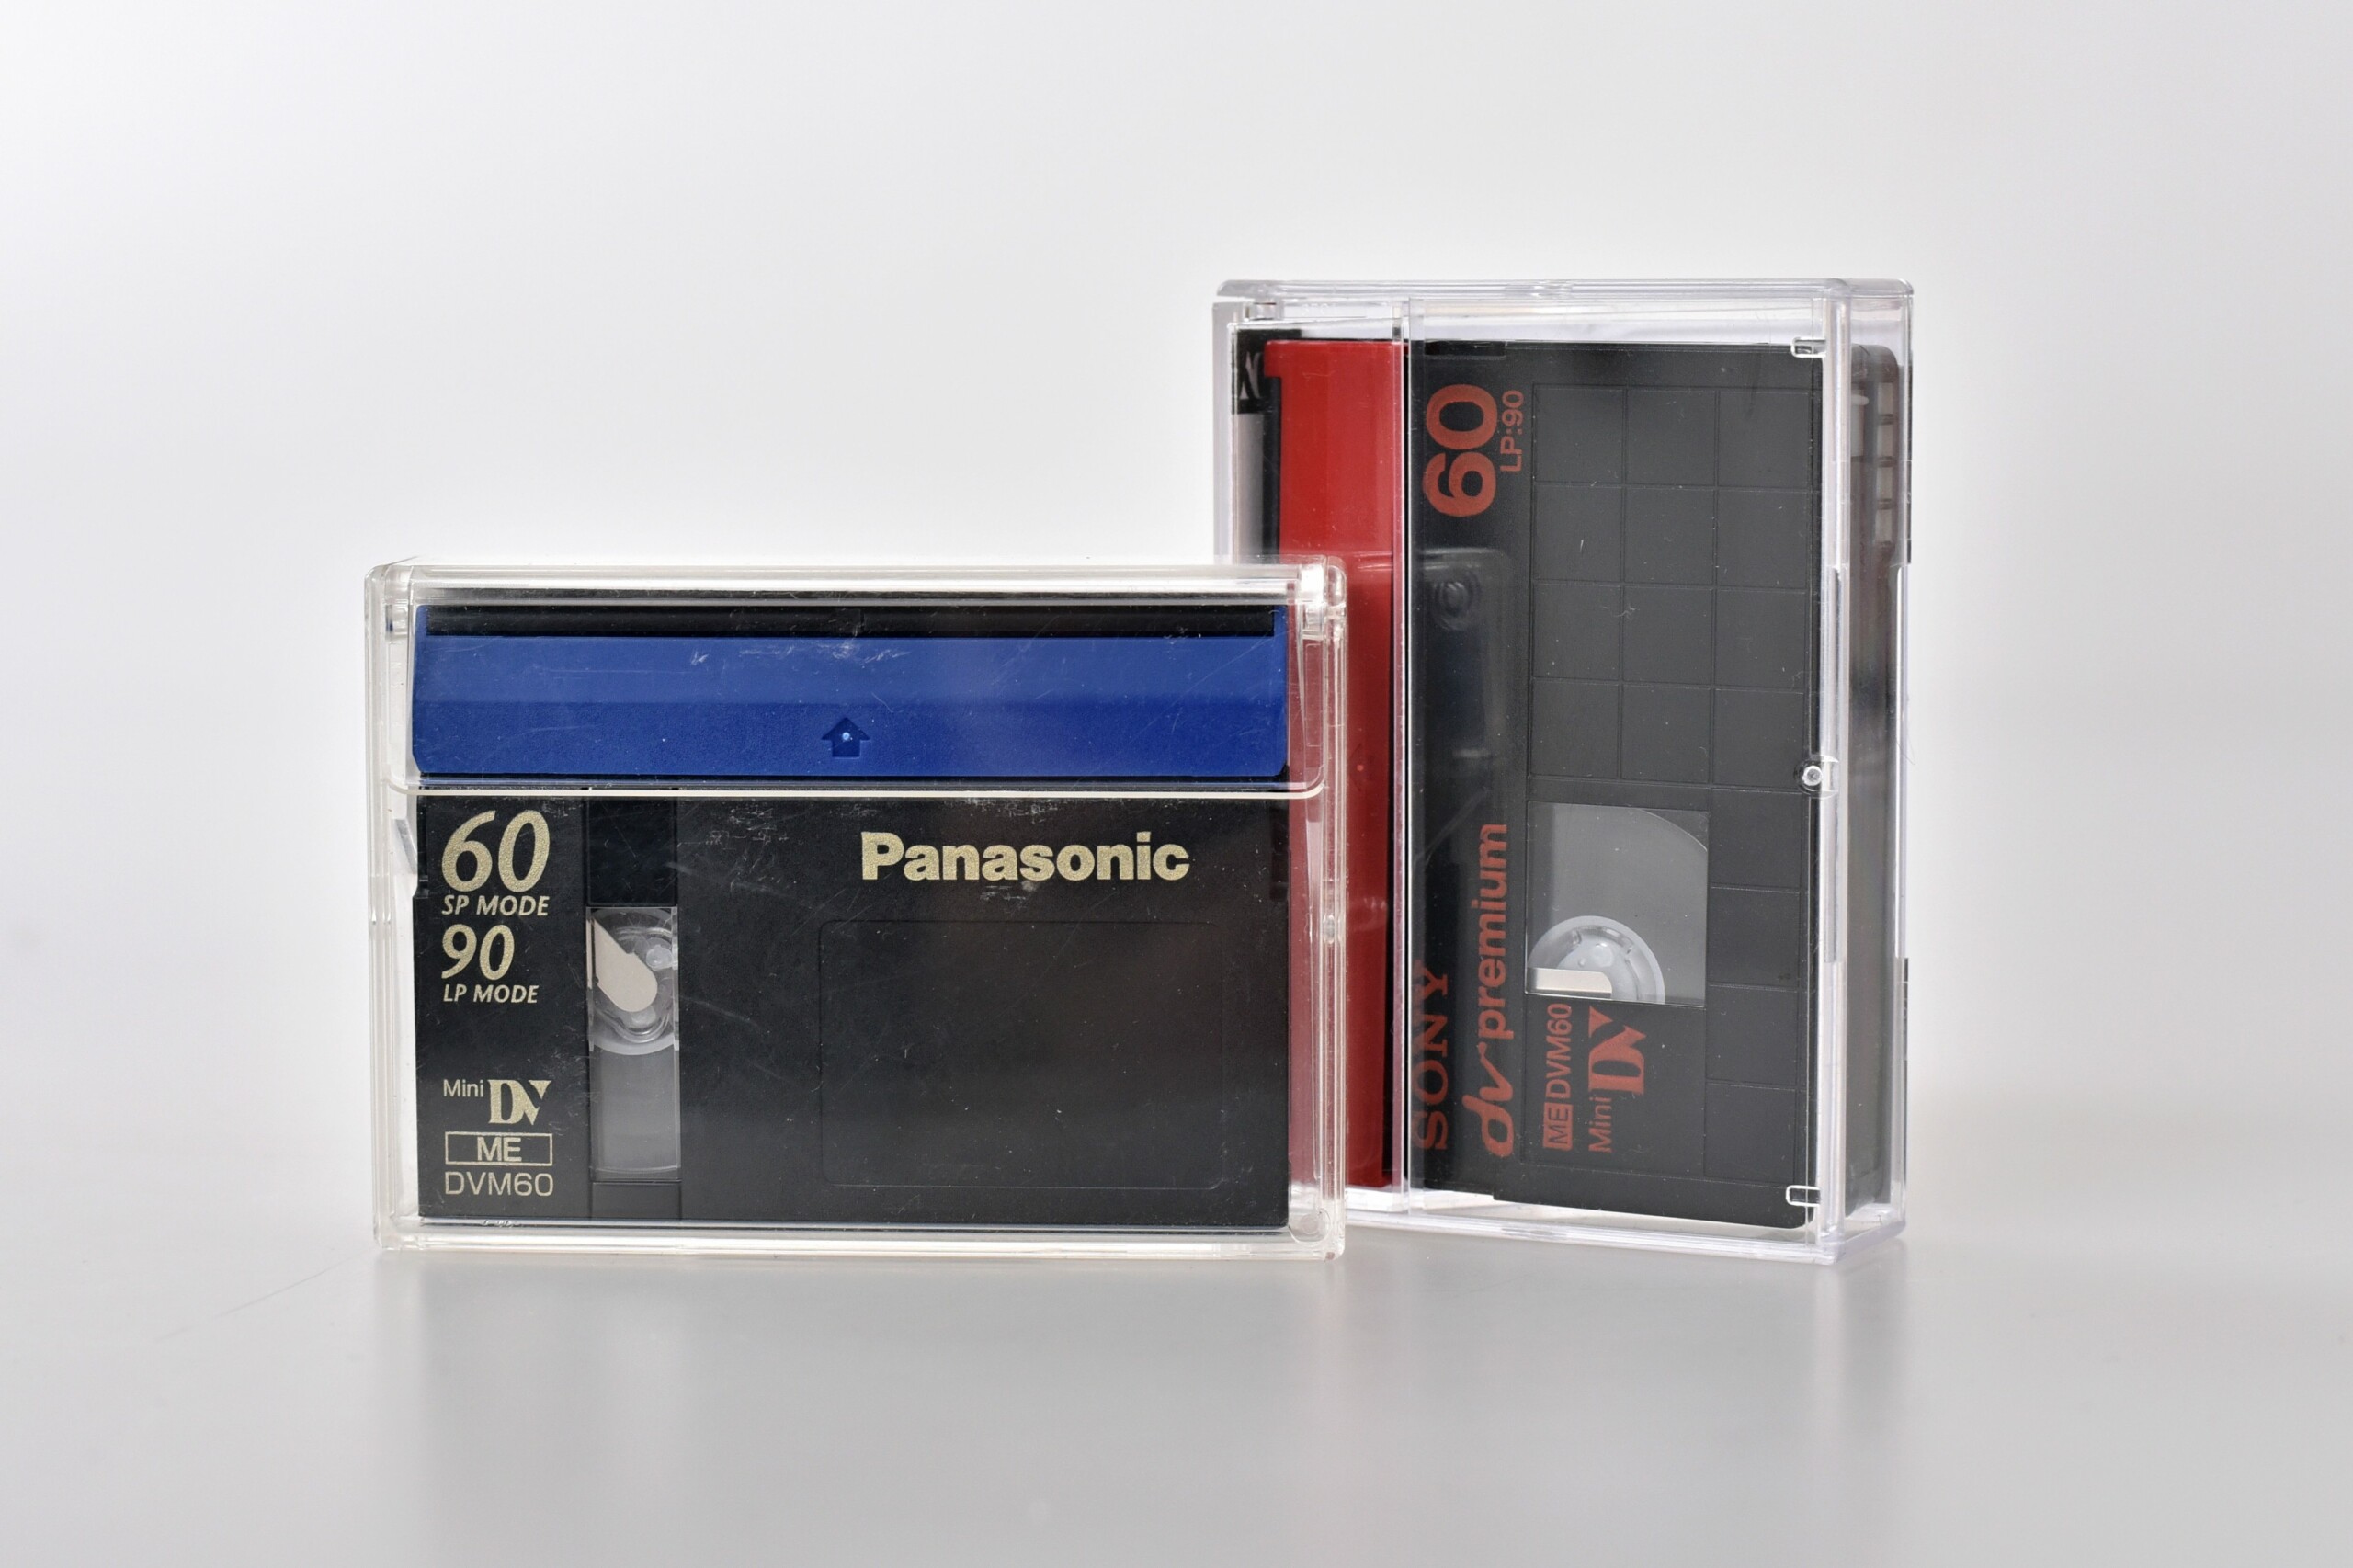 60
SP MODE
90
LP MODE
Mini DV
ME
DVM60
Panasonic
SONY
dv premium
60
LP:90
ME DVM60
Mini DV